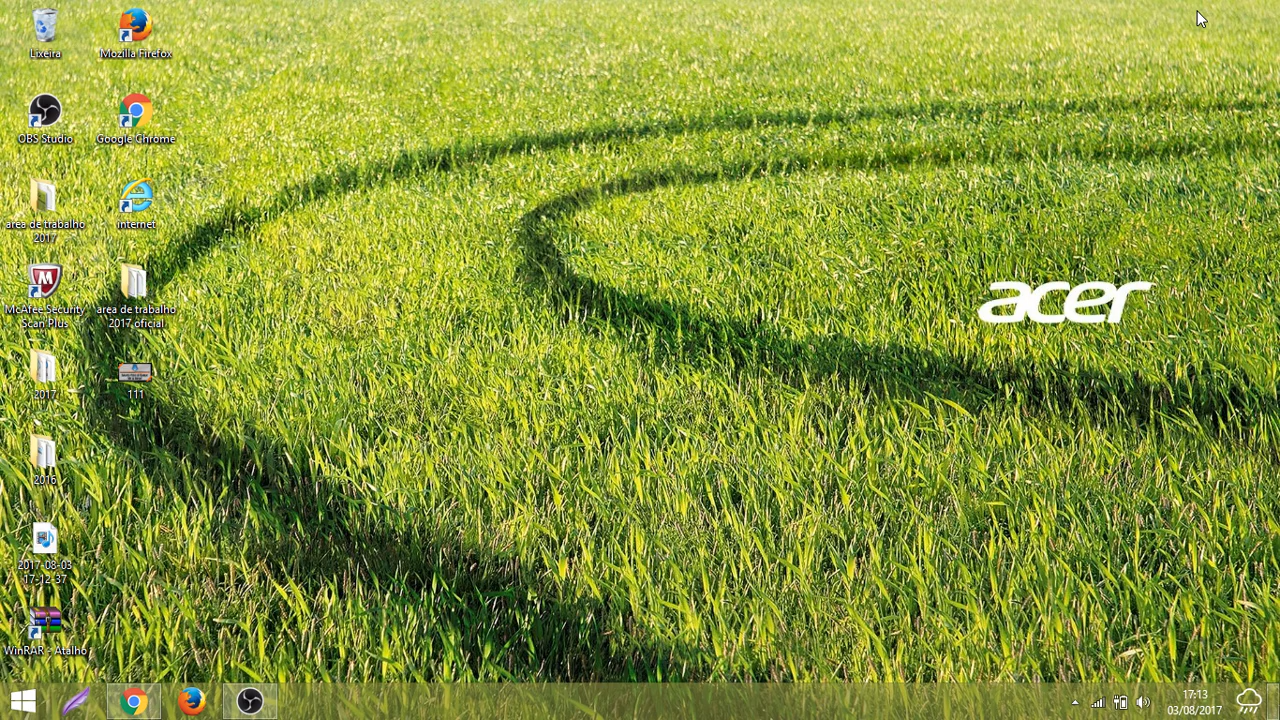 Lixeira
Mozilla Firefox
OBS Studio
Google Chrome
area de trabalho
2017
internet
McAfee Security
Scan Plus
area de trabalho
2017 oficial
2017
111
2016
2017-08-03
17-12-37
WinRAR - Atalho
acer
17:13
03/08/2017